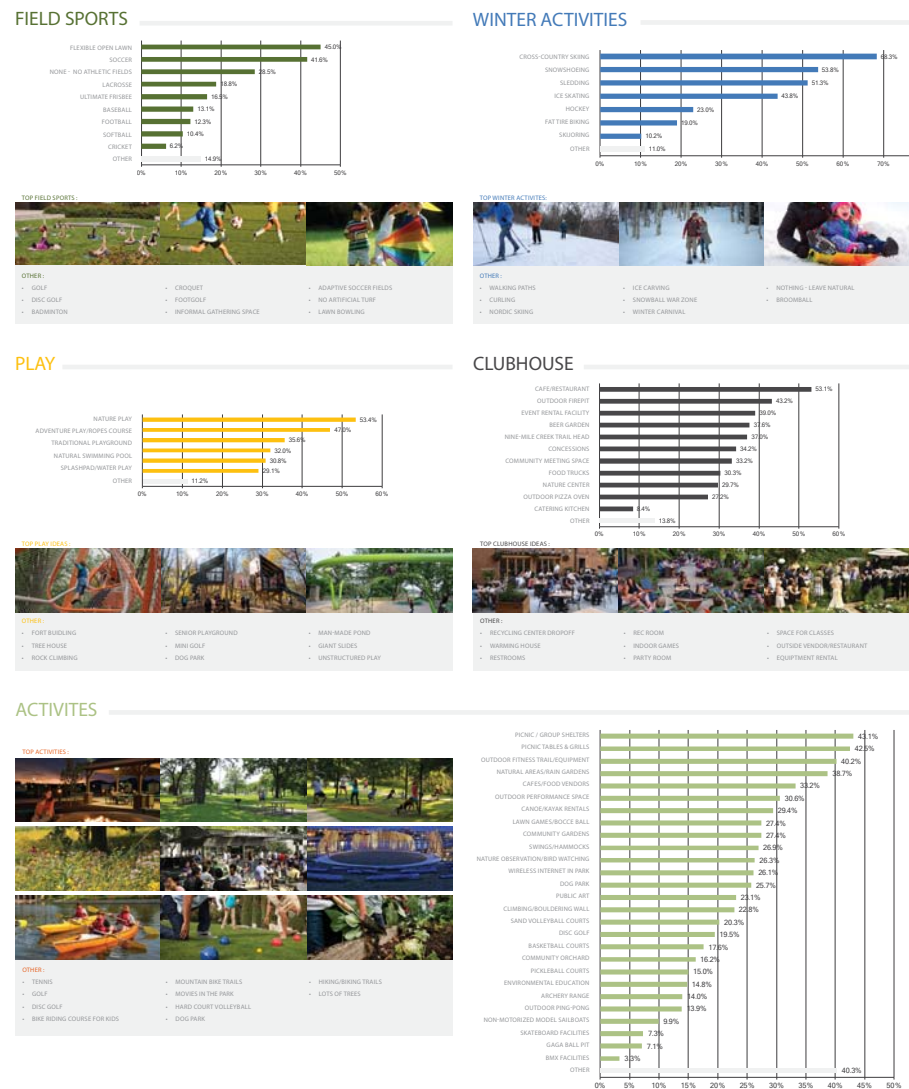 FIELD SPORTS
FLEXIBLE OPEN LAWN 45.0%
SOCCER 41.6%
NONE - NO ATHLETIC FIELDS 28.5%
LACROSSE 18.8%
ULTIMATE FRISBEE 16.5%
BASEBALL 13.1%
FOOTBALL 12.3%
SOFTBALL 10.4%
CRICKET 6.2%
OTHER 14.9%
0% 10% 20% 30% 40% 50%
TOP FIELD SPORTS :
OTHER :
• GOLF
• DISC GOLF
• BADMINTON
• CROQUET
• FOOTGOLF
• INFORMAL GATHERING SPACE
• ADAPTIVE SOCCER FIELDS
• NO ARTIFICIAL TURF
• LAWN BOWLING
WINTER ACTIVITIES
CROSS-COUNTRY SKIING 68.3%
SNOWSHOEING 53.8%
SLEDDING 51.3%
ICE SKATING 43.8%
HOCKEY 23.0%
FAT TIRE BIKING 19.0%
SKIJORING 10.2%
OTHER 11.0%
0% 10% 20% 30% 40% 50% 60% 70%
TOP WINTER ACTIVITES:
OTHER :
• WALKING PATHS
• CURLING
• NORDIC SKIING
• ICE CARVING
• SNOWBALL WAR ZONE
• WINTER CARNIVAL
• NOTHING - LEAVE NATURAL
• BROOMBALL
PLAY
NATURE PLAY 53.4%
ADVENTURE PLAY/ROPES COURSE 47.0%
TRADITIONAL PLAYGROUND 35.6%
32.0%
NATURAL SWIMMING POOL 30.8%
SPLASHPAD/WATER PLAY 29.1%
OTHER 11.2%
0% 10% 20% 30% 40% 50% 60%
TOP PLAY IDEAS :
OTHER :
• FORT BUIDLING
• TREE HOUSE
• ROCK CLIMBING
• SENIOR PLAYGROUND
• MINI GOLF
• DOG PARK
• MAN-MADE POND
• GIANT SLIDES
• UNSTRUCTURED PLAY
CLUBHOUSE
CAFE/RESTAURANT 53.1%
OUTDOOR FIREPIT 43.2%
EVENT RENTAL FACILITY 39.0%
BEER GARDEN 37.6%
NINE-MILE CREEK TRAIL HEAD 37.0%
CONCESSIONS 34.2%
COMMUNITY MEETING SPACE 33.2%
FOOD TRUCKS 30.3%
NATURE CENTER 29.7%
OUTDOOR PIZZA OVEN 27.2%
CATERING KITCHEN 8.4%
OTHER 13.8%
0% 10% 20% 30% 40% 50% 60%
TOP CLUBHOUSE IDEAS :
OTHER :
• RECYCLING CENTER DROPOFF
• WARMING HOUSE
• RESTROOMS
• REC ROOM
• INDOOR GAMES
• PARTY ROOM
• SPACE FOR CLASSES
• OUTSIDE VENDOR/RESTAURANT
• EQUIPTMENT RENTAL
ACTIVITES
TOP ACTIVITIES :
OTHER :
• TENNIS
• GOLF
• DISC GOLF
• BIKE RIDING COURSE FOR KIDS
• MOUNTAIN BIKE TRAILS
• MOVIES IN THE PARK
• HARD COURT VOLLEYBALL
• DOG PARK
• HIKING/BIKING TRAILS
• LOTS OF TREES
PICNIC / GROUP SHELTERS 43.1%
PICNIC TABLES & GRILLS 42.5%
OUTDOOR FITNESS TRAIL/EQUIPMENT 40.2%
NATURAL AREAS/RAIN GARDENS 38.7%
CAFES/FOOD VENDORS 33.2%
OUTDOOR PERFORMANCE SPACE 30.6%
CANOE/KAYAK RENTALS 29.4%
LAWN GAMES/BOCCE BALL 27.4%
COMMUNITY GARDENS 27.4%
SWINGS/HAMMOCKS 26.9%
NATURE OBSERVATION/BIRD WATCHING 26.3%
WIRELESS INTERNET IN PARK 26.1%
DOG PARK 25.7%
PUBLIC ART 23.1%
CLIMBING/BOULDERING WALL 22.8%
SAND VOLLEYBALL COURTS 20.3%
DISC GOLF 19.5%
BASKETBALL COURTS 17.6%
COMMUNITY ORCHARD 16.2%
PICKLEBALL COURTS 15.0%
ENVIRONMENTAL EDUCATION 14.8%
ARCHERY RANGE 14.0%
OUTDOOR PING-PONG 13.9%
NON-MOTORIZED MODEL SAILBOATS 9.9%
SKATEBOARD FACILITIES 7.3%
GAGA BALL PIT 7.1%
BMX FACILITIES 3.3%
OTHER 40.3%
0% 5% 10% 15% 20% 25% 30% 35% 40% 45% 50%